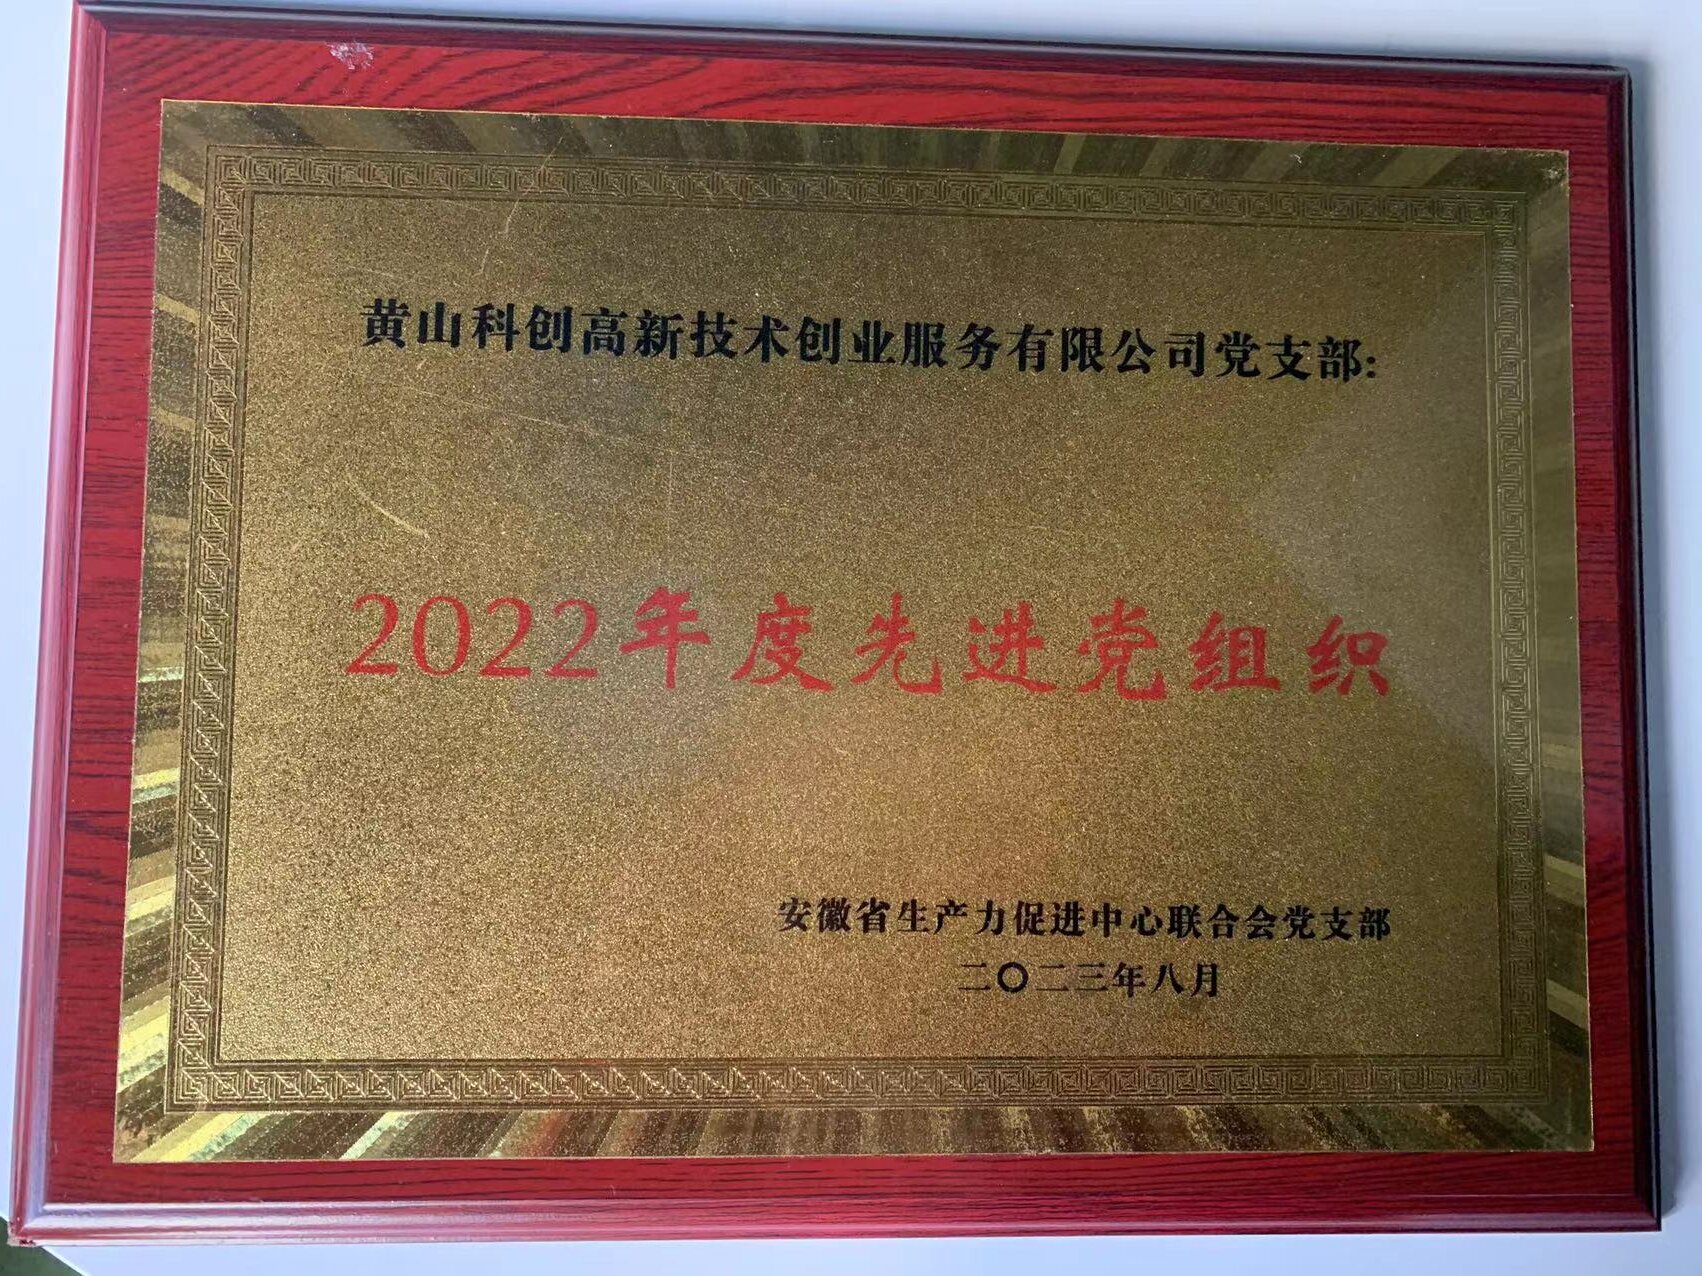 黄山科创高新技术创业服务有限公司党支部:
2022年度先进党组织
安徽省生产力促进中心联合会党支部
二〇二三年八月